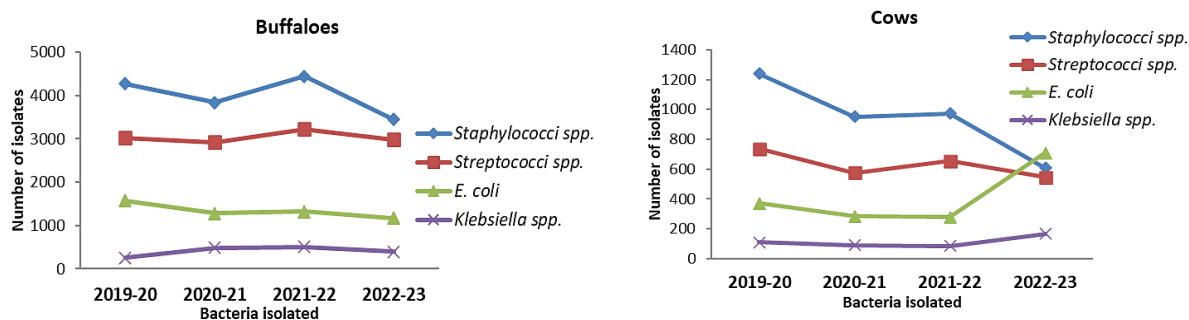 Buffaloes
Number of isolates
5000
4000
3000
2000
1000
0
2019-20 2020-21 2021-22 2022-23
Bacteria isolated
Staphylococci spp.
Streptococci spp.
E. coli
Klebsiella spp.
Cows
Number of isolates
1400
1200
1000
800
600
400
200
0
2019-20 2020-21 2021-22 2022-23
Bacteria isolated
Staphylococci spp.
Streptococci spp.
E. coli
Klebsiella spp.